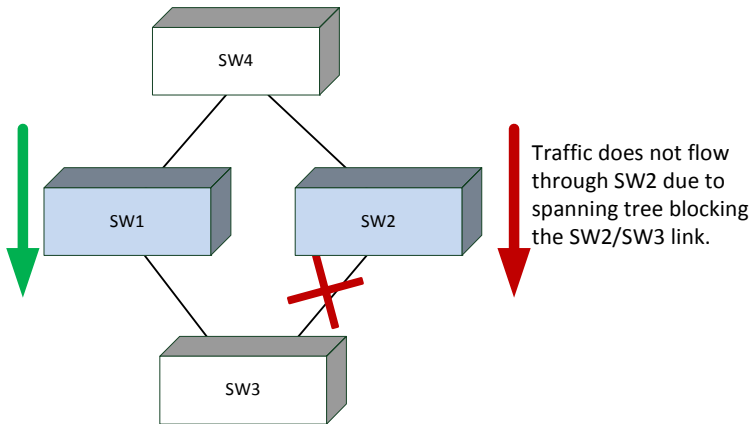 SW4
SW1
SW2
Traffic does not flow
through SW2 due to
spanning tree blocking
the SW2/SW3 link.
SW3